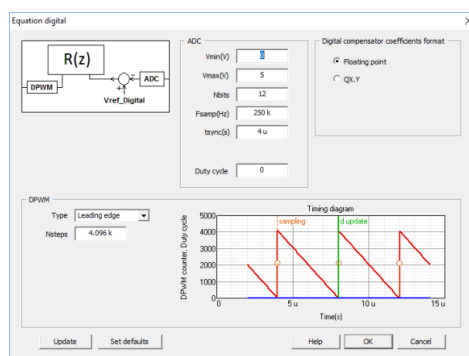 Equation digital
R(z)
DPWM
ADC
Vref_Digital
ADC
Vmin(V) 0
Vmax(V) 5
Nbits 12
Fsamp(Hz) 250 k
tsync(s) 4 u
Duty cycle 0
Digital compensator coefficients format
Floating point
QX.Y
DPWM
Type Leading edge
Nsteps 4.096 k
Timing diagram
sampling
d update
DPWM counter, Duty cycle
5000
4000
3000
2000
1000
0
0 5 u 10 u 15 u
Time(s)
Update Set defaults Help OK Cancel